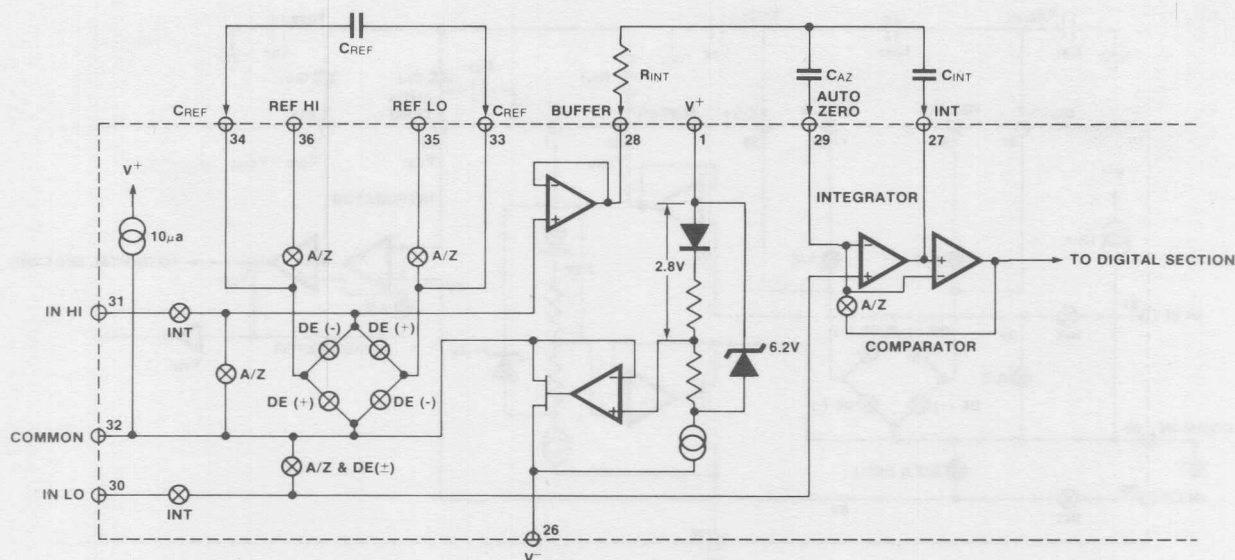 CREF
RINT
CAZ
CINT
CREF
REF HI
REF LO
CREF
BUFFER
V+
AUTO
ZERO
INT
34
36
35
33
28
1
29
27
V+
10µa
A/Z
A/Z
2.8V
INTEGRATOR
TO DIGITAL SECTION
IN HI
31
INT
DE (-)
DE (+)
A/Z
COMPARATOR
6.2V
A/Z
DE (+)
DE (-)
COMMON
32
A/Z & DE(±)
IN LO
30
INT
26
V-